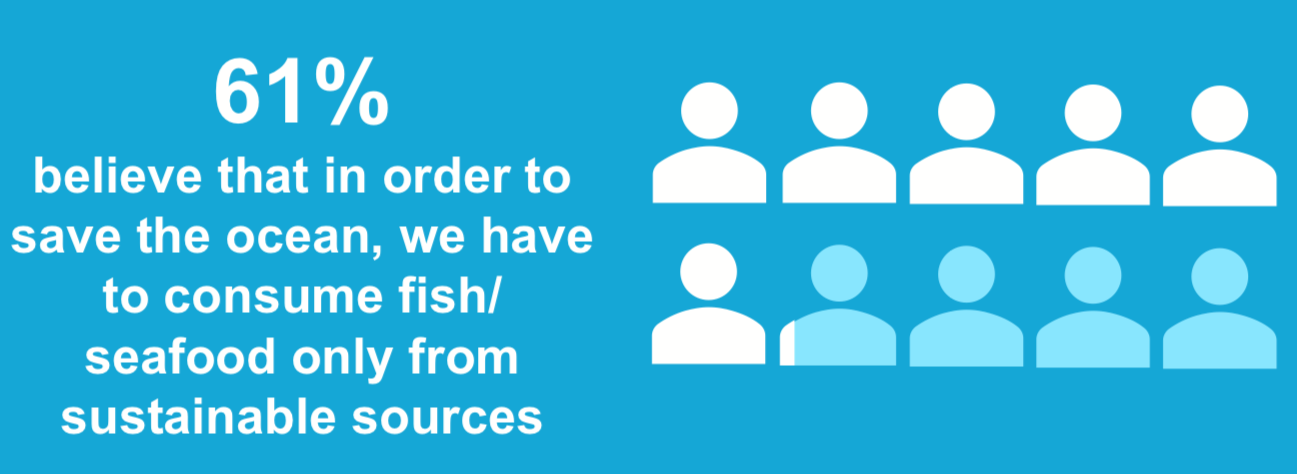 61%
believe that in order to
save the ocean, we have
to consume fish/
seafood only from
sustainable sources